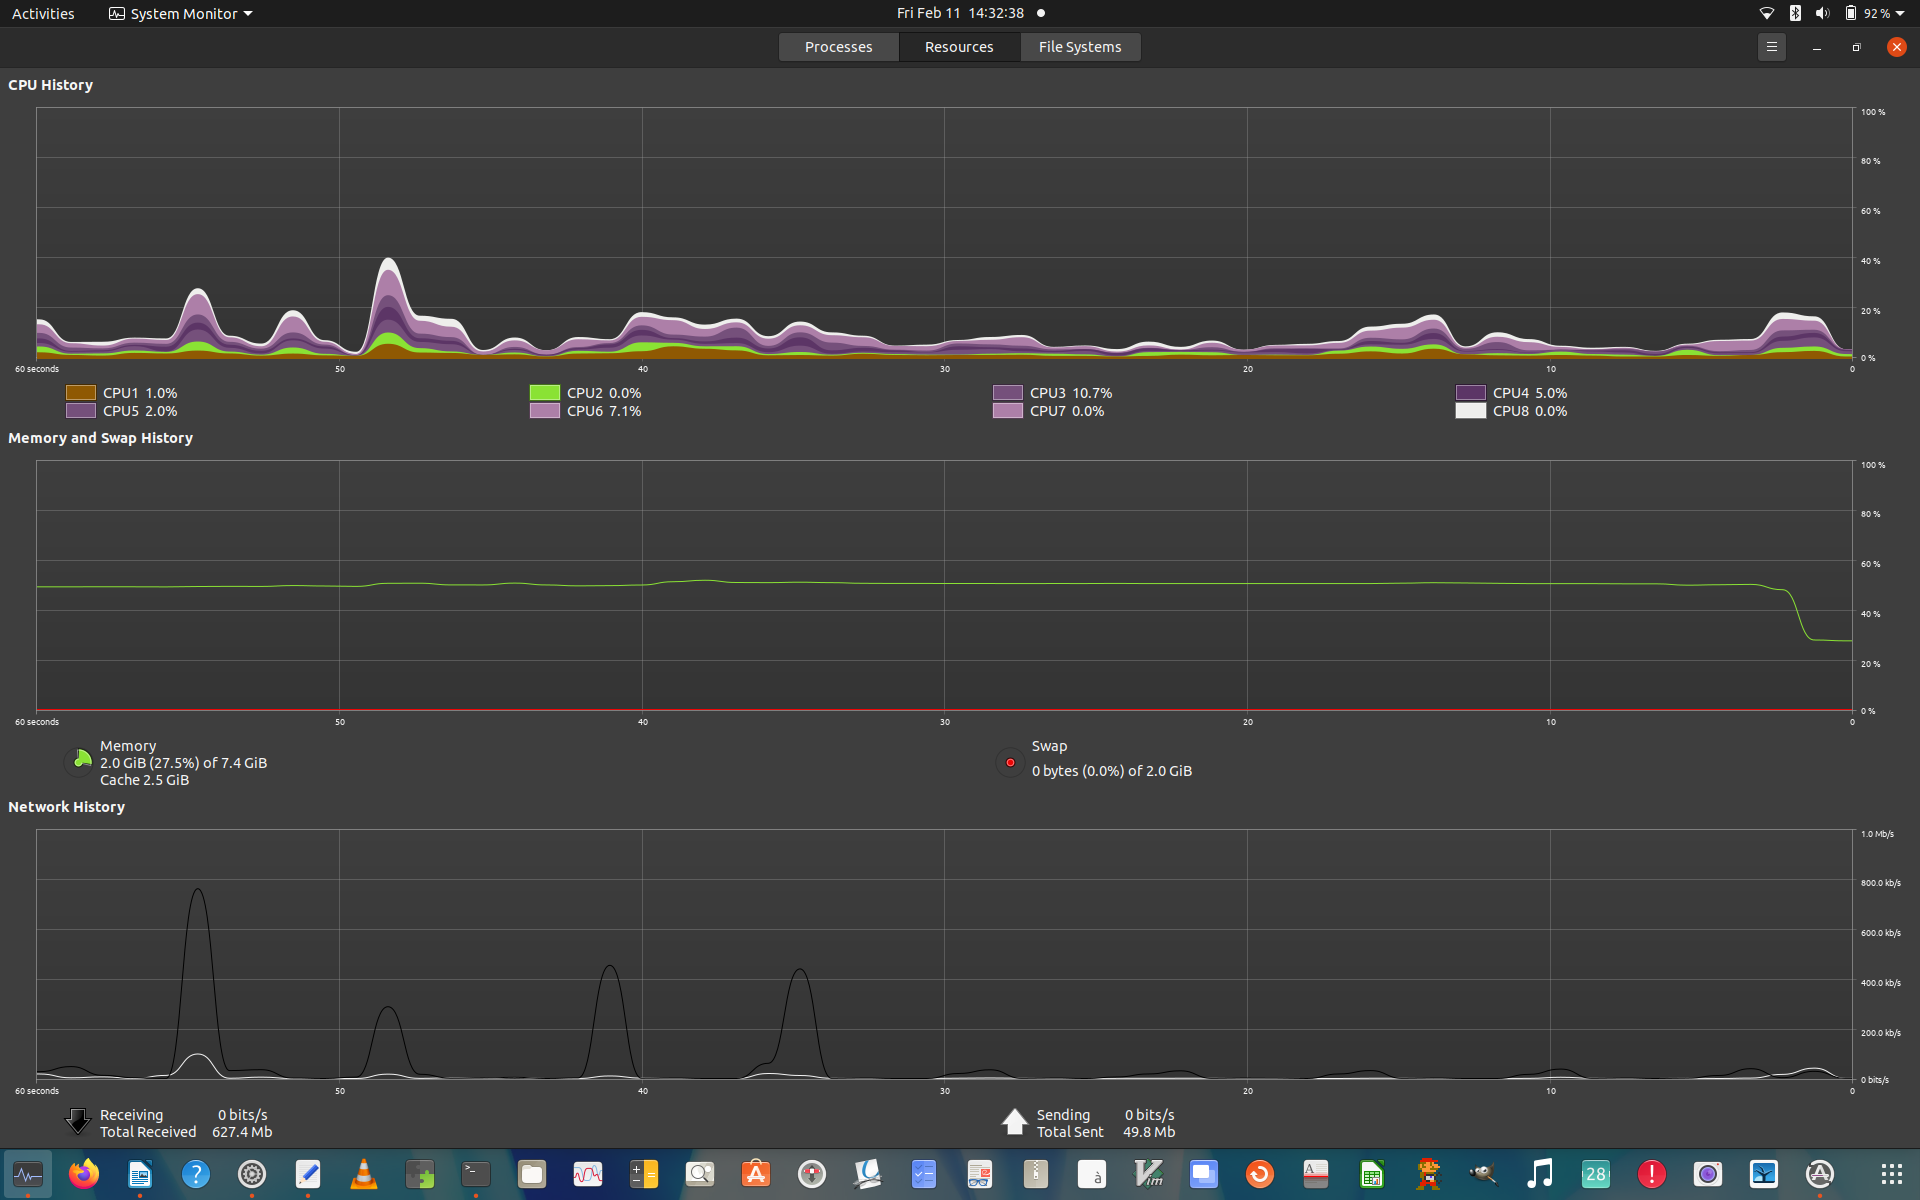 Activities System Monitor Fri Feb 11 14:32:38 92 %
Processes Resources File Systems
CPU History
100 %
80 %
60 %
40 %
20 %
0 %
60 seconds 50 40 30 20 10 0
CPU1 1.0% CPU2 0.0% CPU3 10.7% CPU4 5.0%
CPU5 2.0% CPU6 7.1% CPU7 0.0% CPU8 0.0%
Memory and Swap History
100 %
80 %
60 %
40 %
20 %
0 %
60 seconds 50 40 30 20 10 0
Memory Swap
2.0 GiB (27.5%) of 7.4 GiB 0 bytes (0.0%) of 2.0 GiB
Cache 2.5 GiB
Network History
1.0 Mb/s
800.0 kb/s
600.0 kb/s
400.0 kb/s
200.0 kb/s
0 bits/s
60 seconds 50 40 30 20 10 0
Receiving 0 bits/s Sending 0 bits/s
Total Received 627.4 Mb Total Sent 49.8 Mb
? >_ A à Vim A 28 !